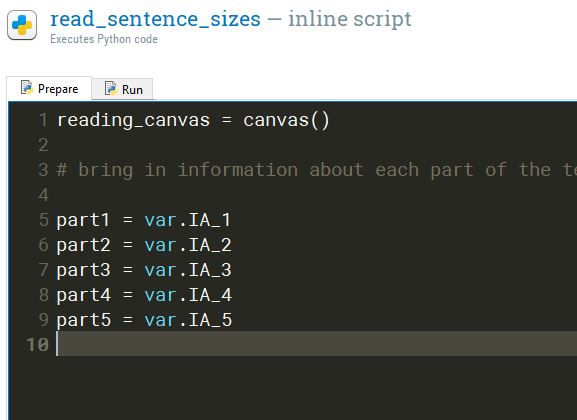 read_sentence_sizes — inline script
Executes Python code
Prepare Run
1 reading_canvas = canvas()
2
3 # bring in information about each part of the te
4
5 part1 = var.IA_1
6 part2 = var.IA_2
7 part3 = var.IA_3
8 part4 = var.IA_4
9 part5 = var.IA_5
10